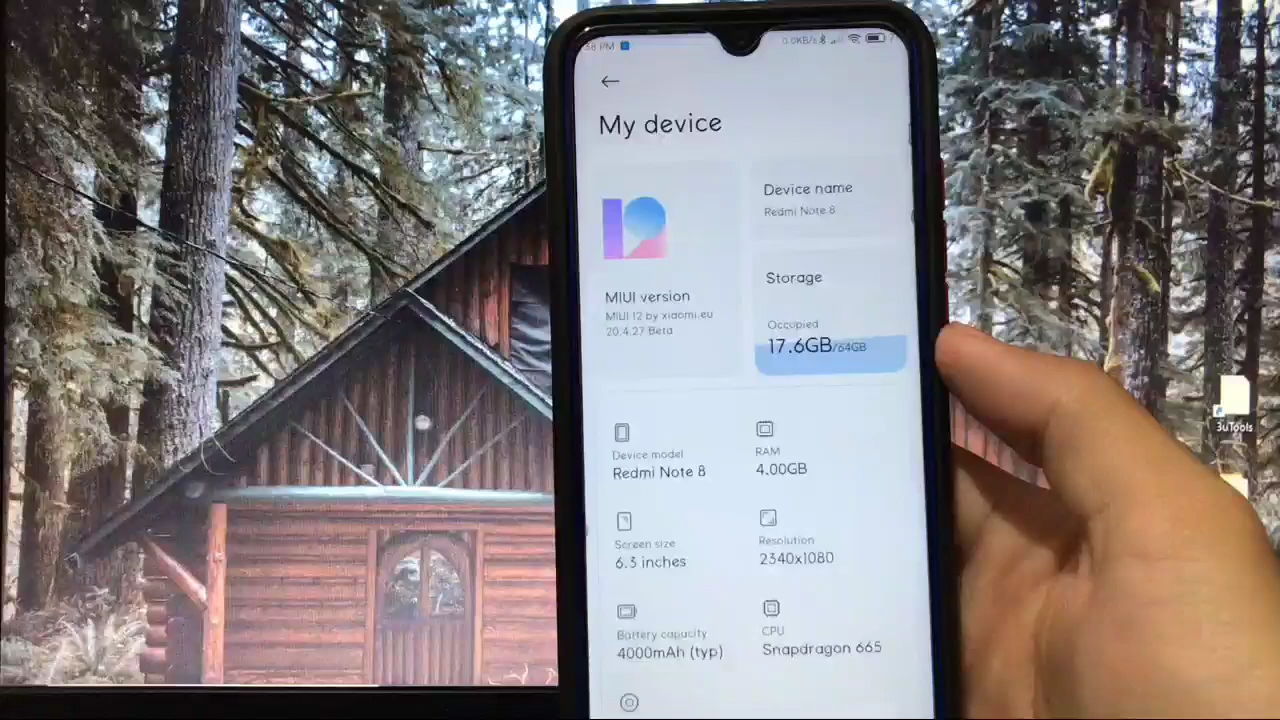 38 PM
0.0KB/s
My device
Device name
Redmi Note 8
MIUI version
MIUI 12 by xiaomi.eu
20.4.27 Beta
Storage
Occupied
17.6GB/64GB
Device model
Redmi Note 8
RAM
4.00GB
Screen size
6.3 inches
Resolution
2340x1080
Battery capacity
4000mAh (typ)
CPU
Snapdragon 665
3uTools